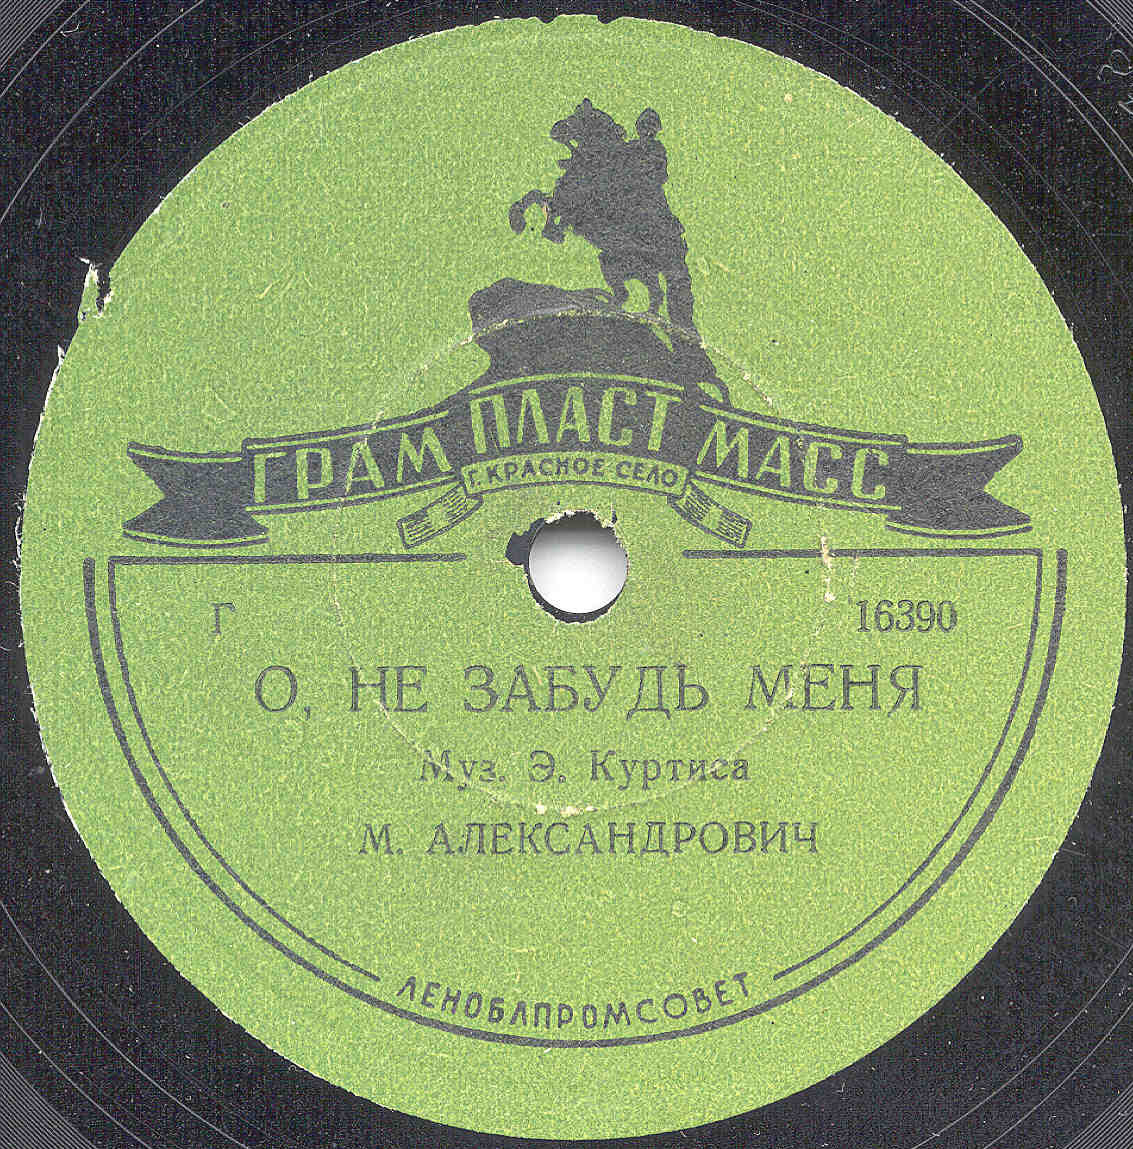 ГРАМ ПЛАСТ МАСС
Г. КРАСНОЕ СЕЛО
Г 16390
О, НЕ ЗАБУДЬ МЕНЯ
Муз. Э. Куртиса
М. АЛЕКСАНДРОВИЧ
ЛЕНОБЛПРОМСОВЕТ